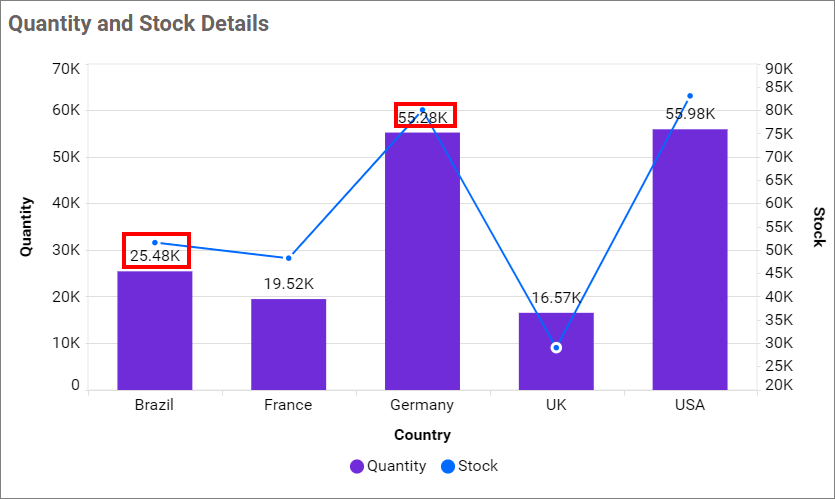 Quantity and Stock Details
70K
60K
50K
40K
30K
20K
10K
0
Quantity
90K
85K
80K
75K
70K
65K
60K
55K
50K
45K
40K
35K
30K
25K
20K
Stock
25.48K
19.52K
55.28K
16.57K
55.98K
Brazil France Germany UK USA
Country
Quantity Stock